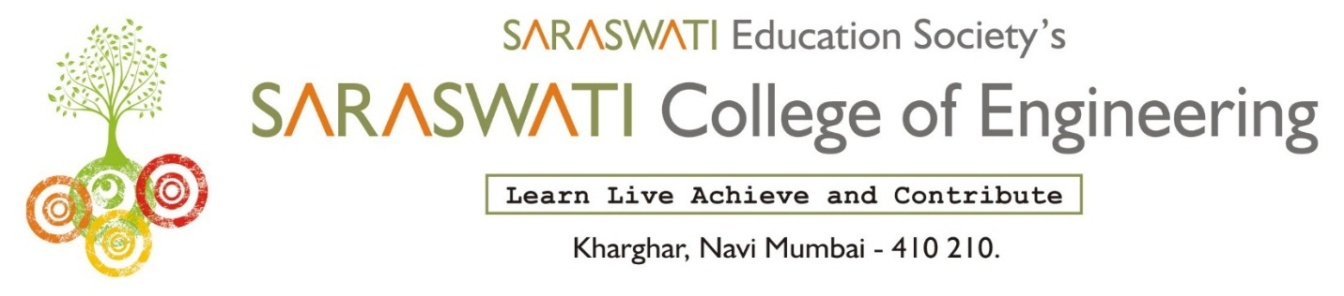 SARASWATI Education Society's
SARASWATI College of Engineering
Learn Live Achieve and Contribute
Kharghar, Navi Mumbai - 410 210.